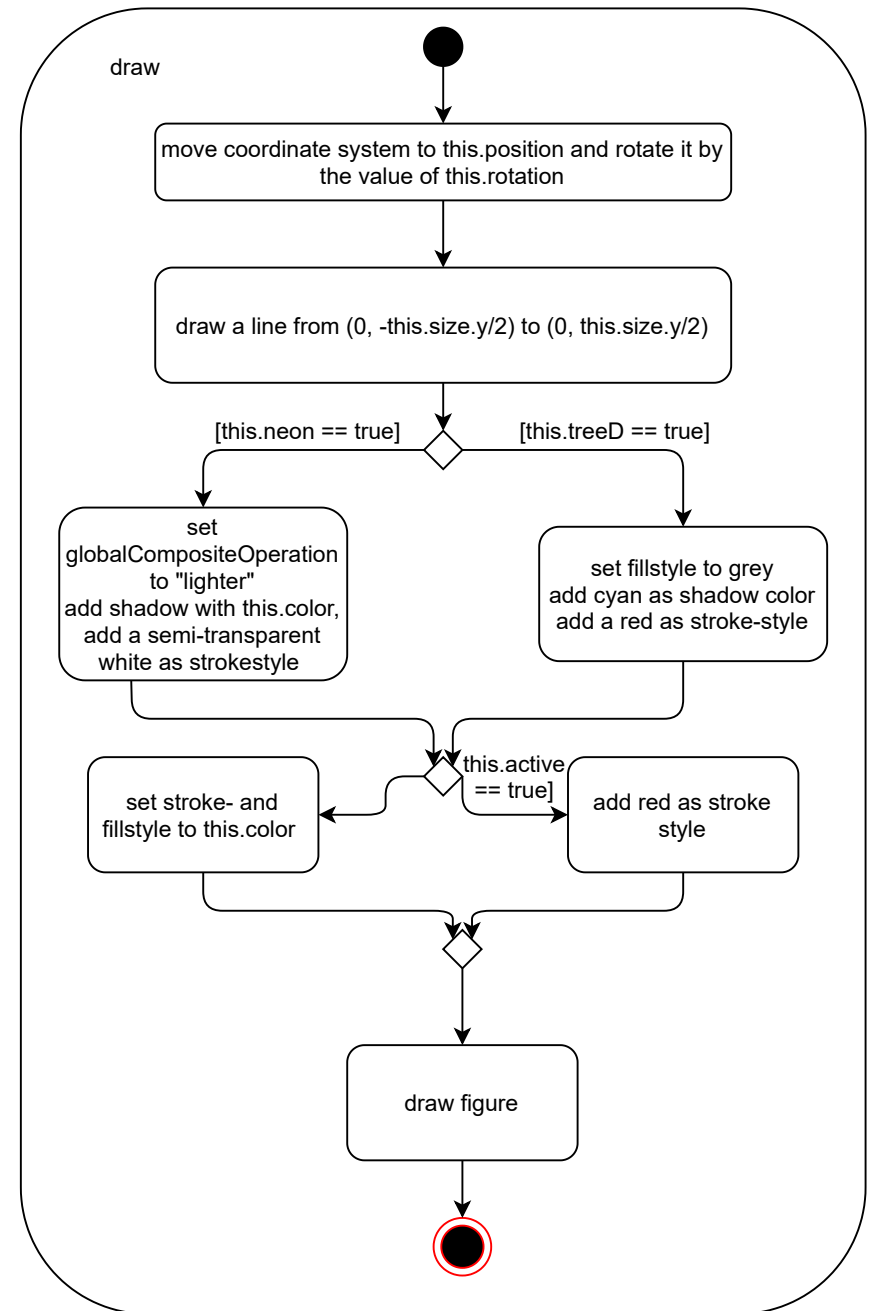 draw
move coordinate system to this.position and rotate it by
the value of this.rotation
draw a line from (0, -this.size.y/2) to (0, this.size.y/2)
[this.neon == true]
[this.treeD == true]
set
globalCompositeOperation
to "lighter"
add shadow with this.color,
add a semi-transparent
white as strokestyle
set fillstyle to grey
add cyan as shadow color
add a red as stroke-style
this.active
== true]
set stroke- and
fillstyle to this.color
add red as stroke
style
draw figure